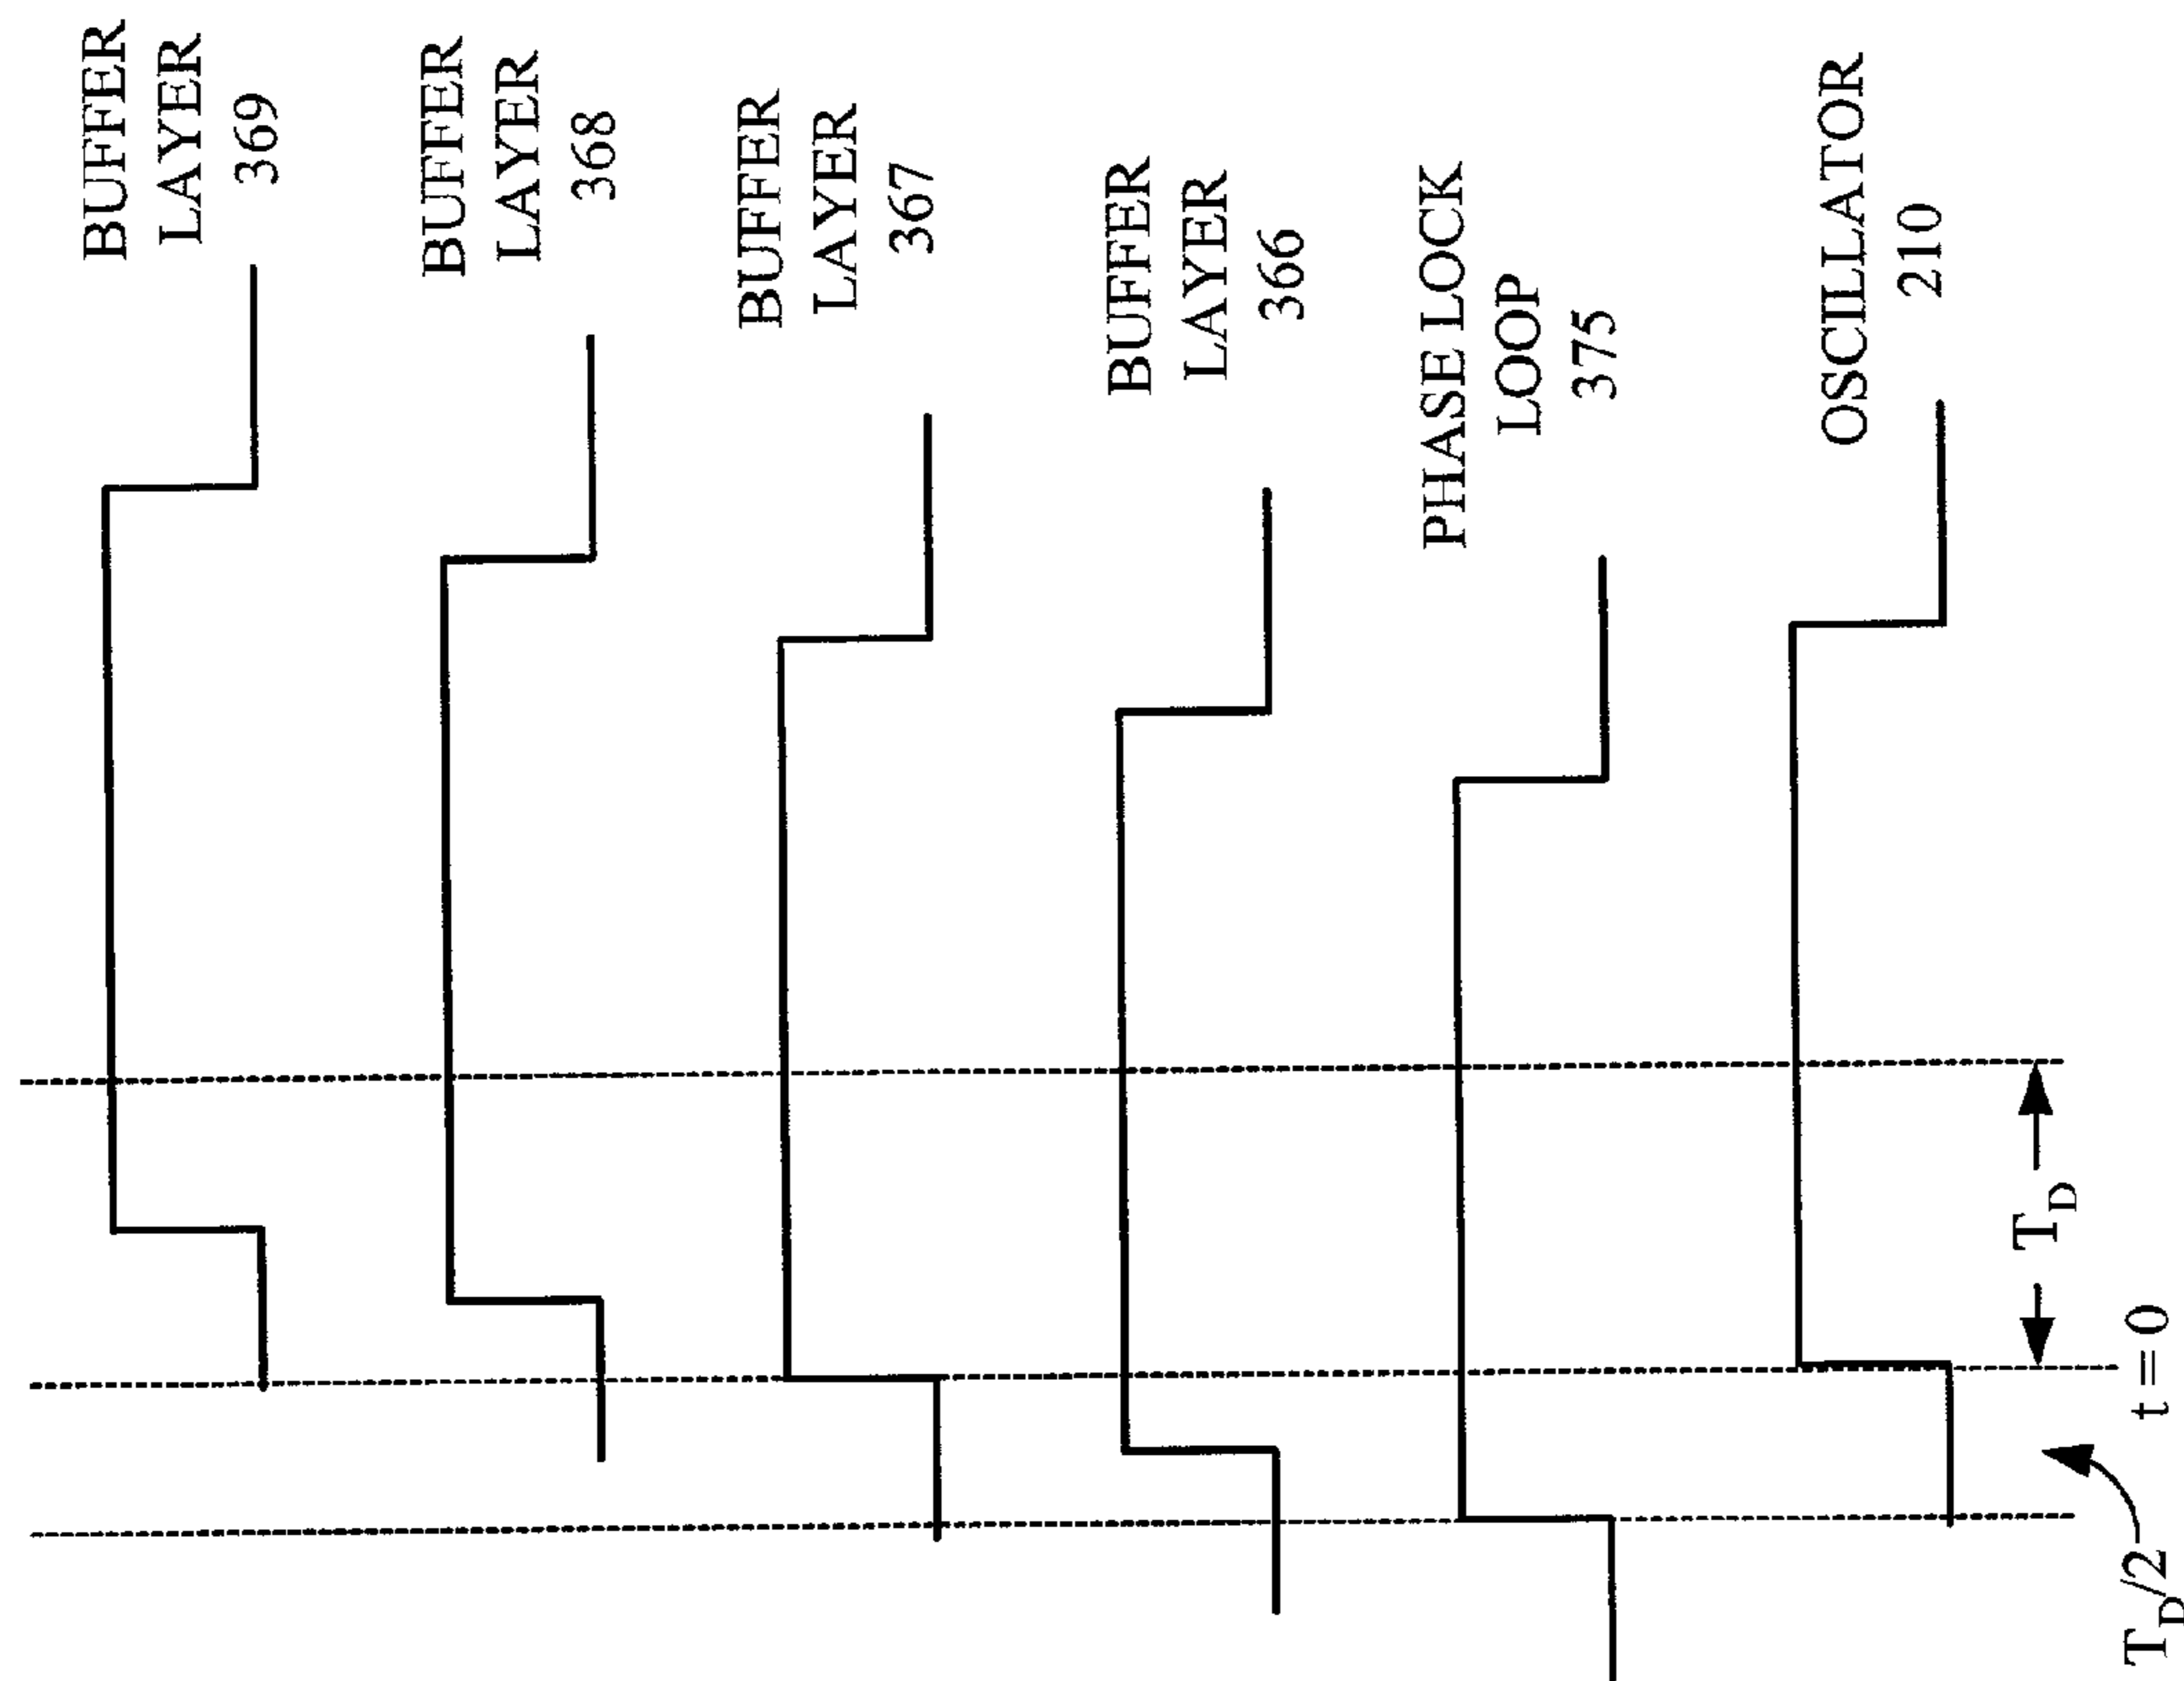 BUFFER
LAYER
369
BUFFER
LAYER
368
BUFFER
LAYER
367
BUFFER
LAYER
366
PHASE LOCK
LOOP
375
OSCILLATOR
210
T_D
t = 0
T_D/2